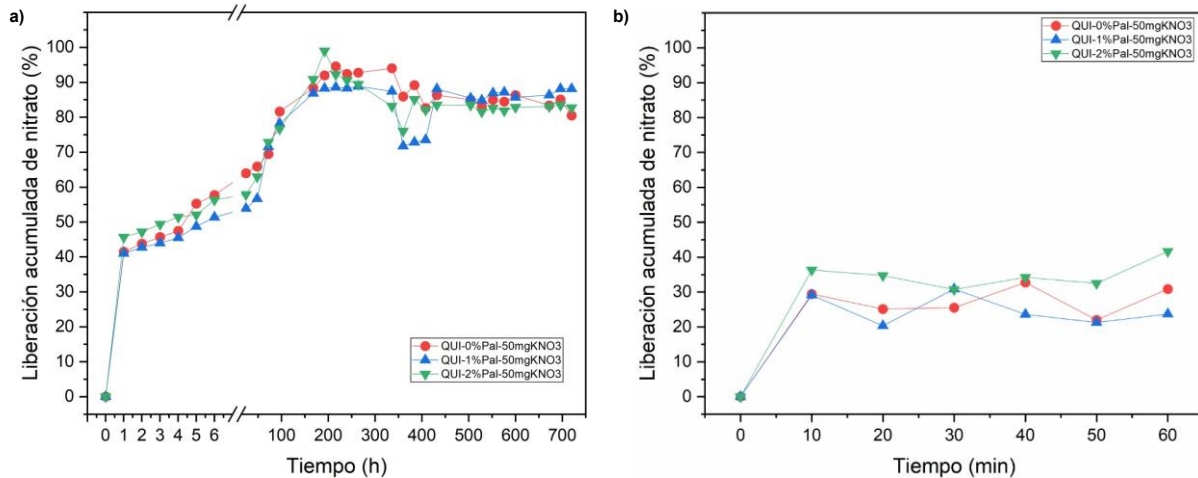 a)
Liberación acumulada de nitrato (%)
100
90
80
70
60
50
40
30
20
10
0
QUI-0%Pal-50mgKNO3
QUI-1%Pal-50mgKNO3
QUI-2%Pal-50mgKNO3
0 1 2 3 4 5 6 100 200 300 400 500 600 700
Tiempo (h)
b)
Liberación acumulada de nitrato (%)
100
90
80
70
60
50
40
30
20
10
0
QUI-0%Pal-50mgKNO3
QUI-1%Pal-50mgKNO3
QUI-2%Pal-50mgKNO3
0 10 20 30 40 50 60
Tiempo (min)